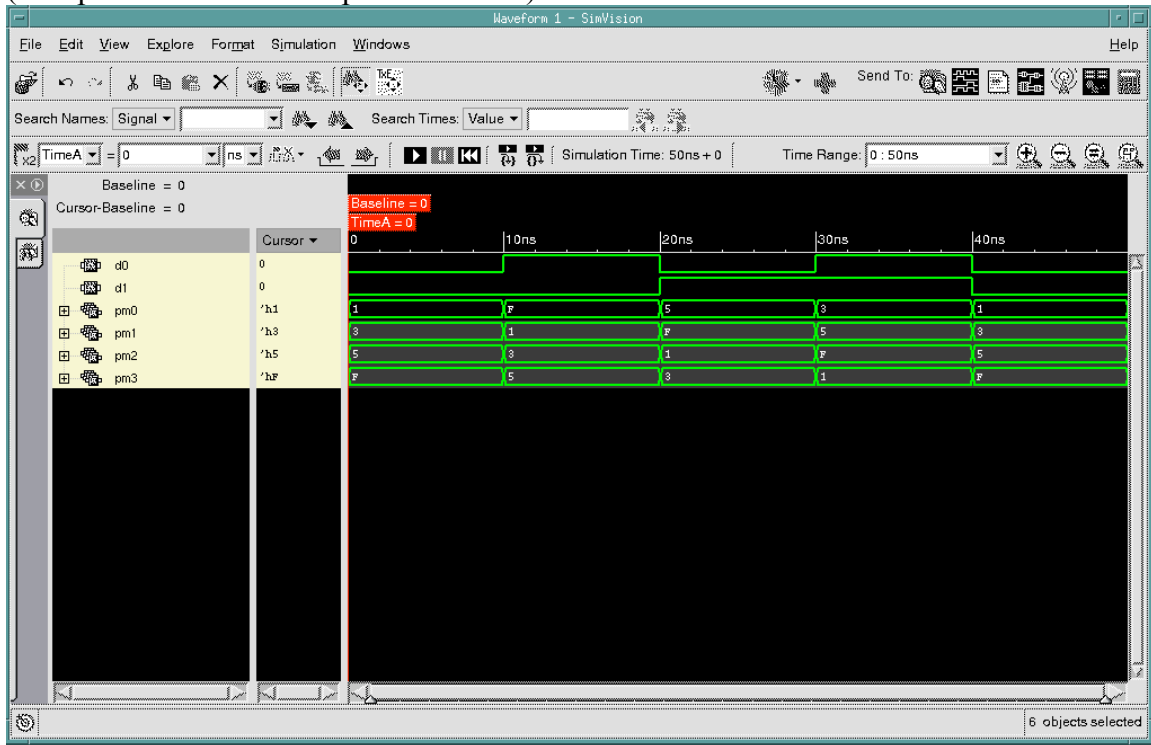 Waveform 1 - SimVision
File Edit View Explore Format Simulation Windows Help
TXE Send To:
Search Names: Signal Search Times: Value
x2 TimeA = 0 ns Simulation Time: 50ns + 0 Time Range: 0 : 50ns
Baseline = 0
Cursor-Baseline = 0
Baseline = 0
TimeA = 0
Cursor 0 10ns 20ns 30ns 40ns
d0 0
d1 0
pm0 'h1 1 F 5 3 1
pm1 'h3 3 1 F 5 3
pm2 'h5 5 3 1 F 5
pm3 'hF F 5 3 1 F
6 objects selected